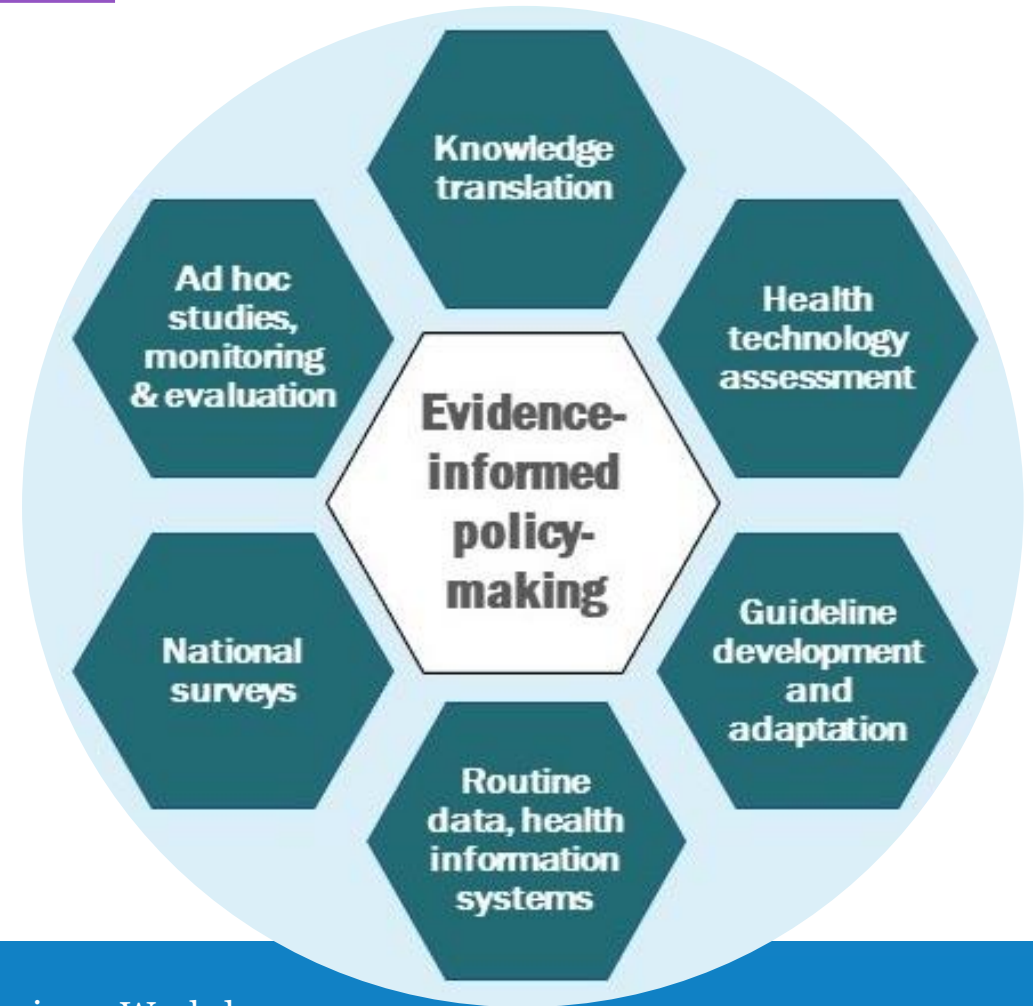 Knowledge
translation
Ad hoc
studies,
monitoring
& evaluation
Health
technology
assessment
Evidence-
informed
policy-
making
National
surveys
Guideline
development
and
adaptation
Routine
data, health
information
systems